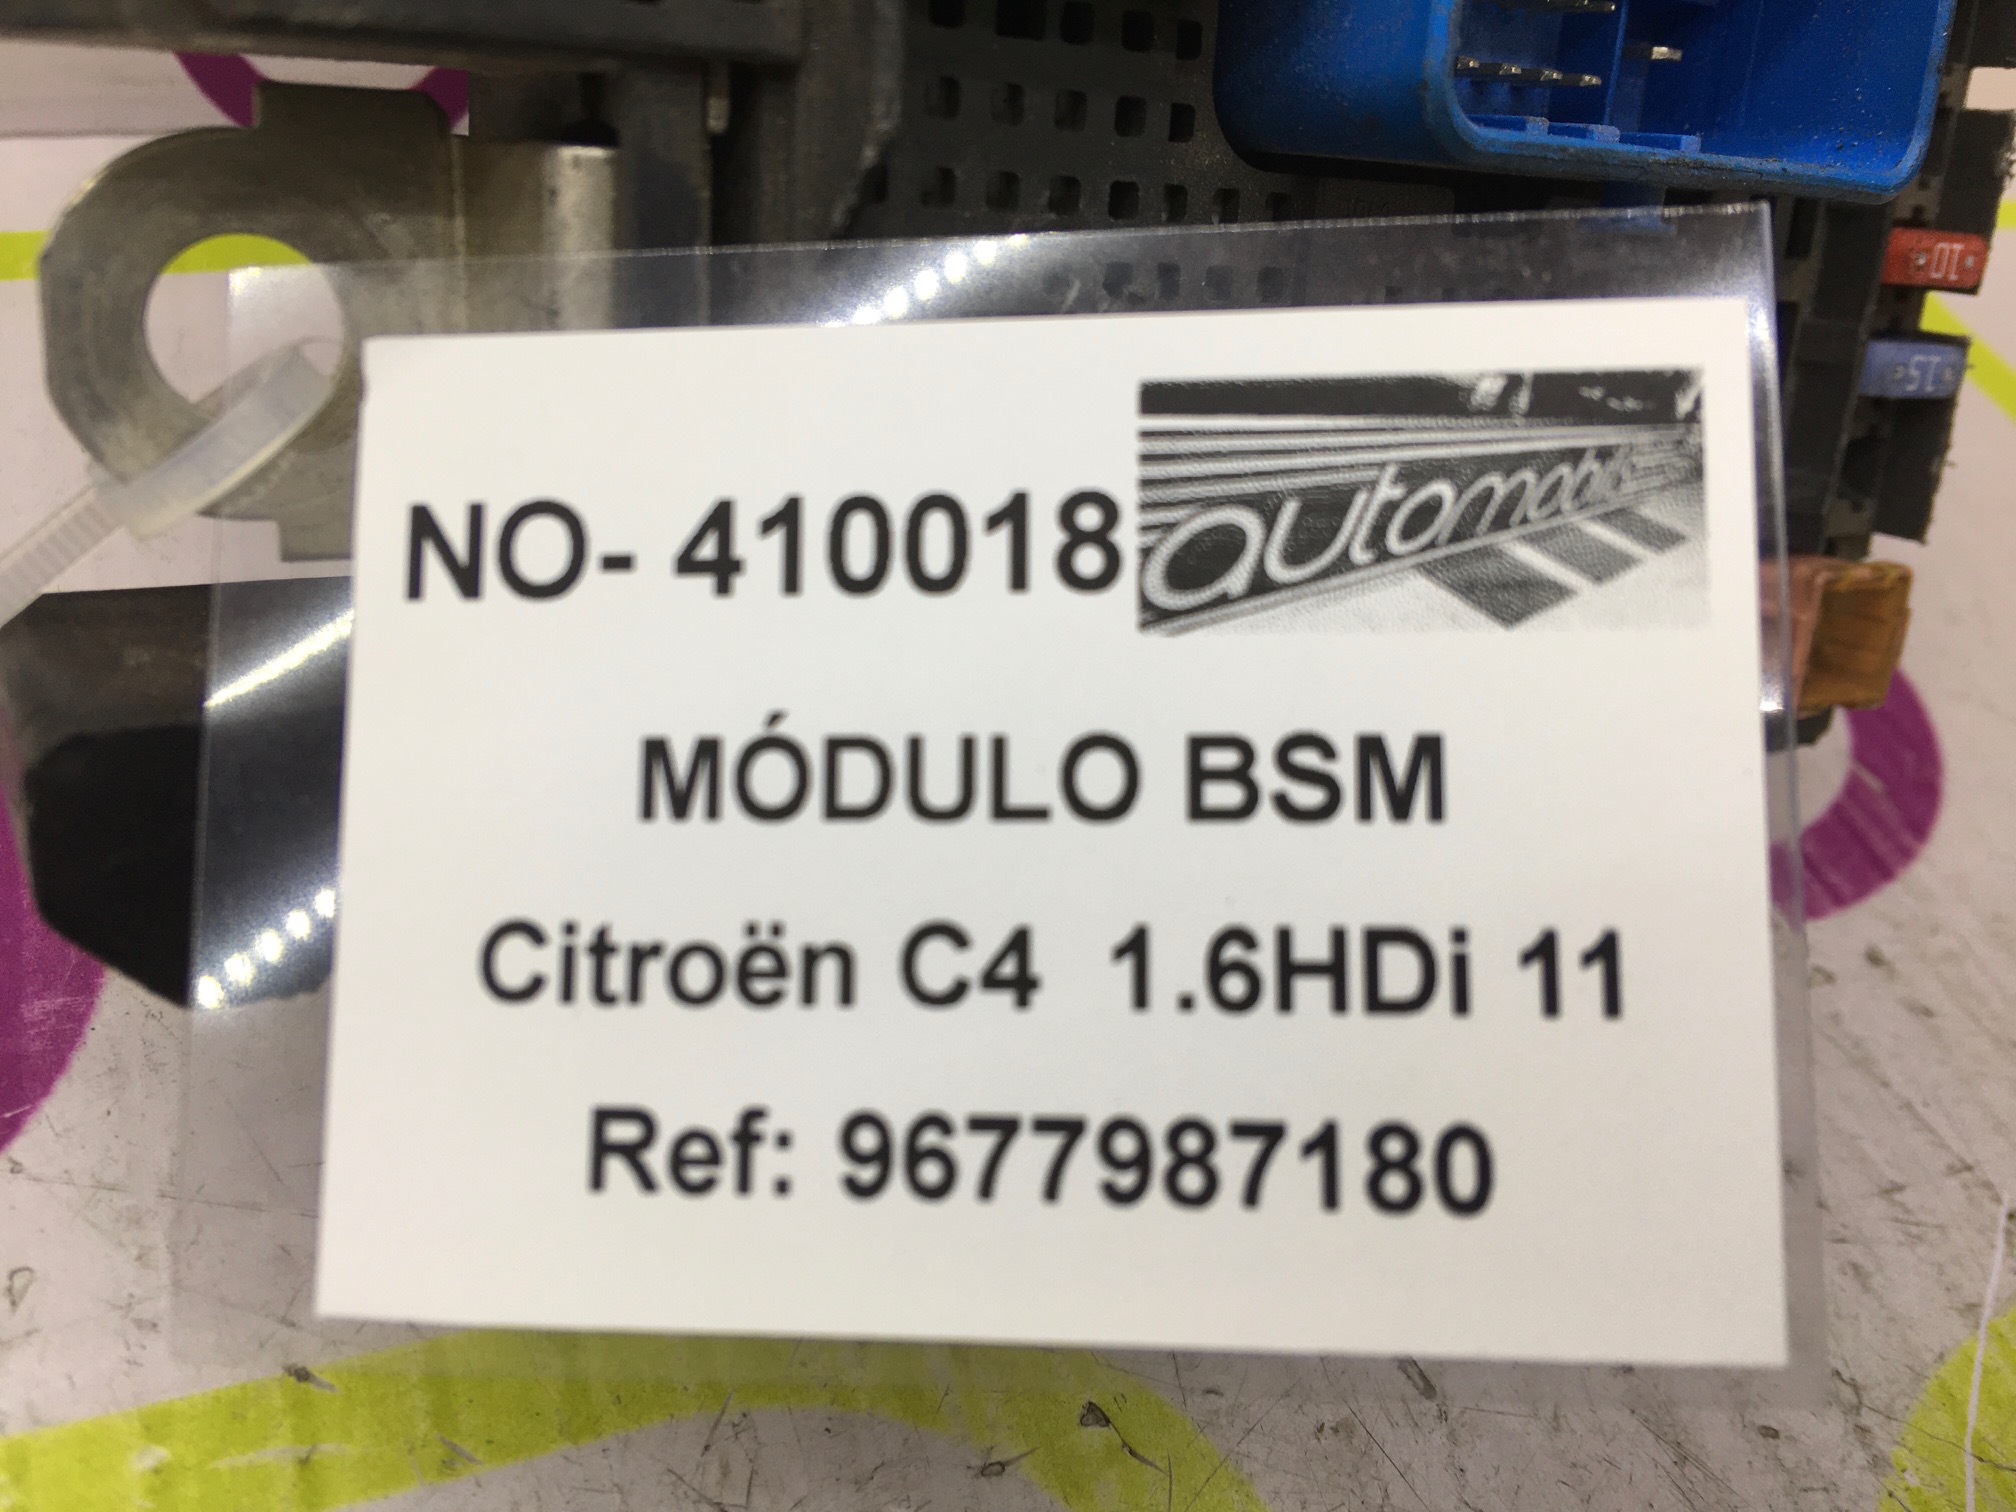 NO- 410018
automobile
MÓDULO BSM
Citroën C4 1.6HDi 11
Ref: 9677987180
10
15